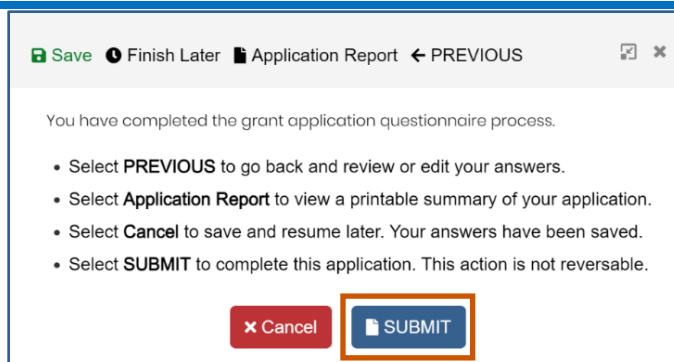 Save Finish Later Application Report PREVIOUS
You have completed the grant application questionnaire process.
• Select PREVIOUS to go back and review or edit your answers.
• Select Application Report to view a printable summary of your application.
• Select Cancel to save and resume later. Your answers have been saved.
• Select SUBMIT to complete this application. This action is not reversable.
Cancel SUBMIT